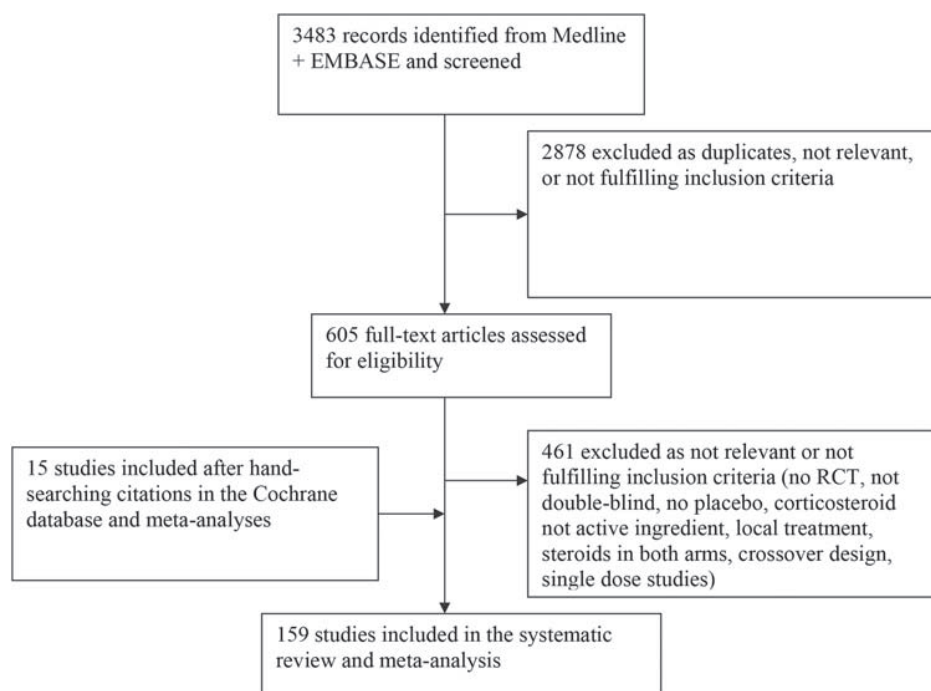 3483 records identified from Medline
+ EMBASE and screened
2878 excluded as duplicates, not relevant,
or not fulfilling inclusion criteria
605 full-text articles assessed
for eligibility
15 studies included after hand-
searching citations in the Cochrane
database and meta-analyses
461 excluded as not relevant or not
fulfilling inclusion criteria (no RCT, not
double-blind, no placebo, corticosteroid
not active ingredient, local treatment,
steroids in both arms, crossover design,
single dose studies)
159 studies included in the systematic
review and meta-analysis